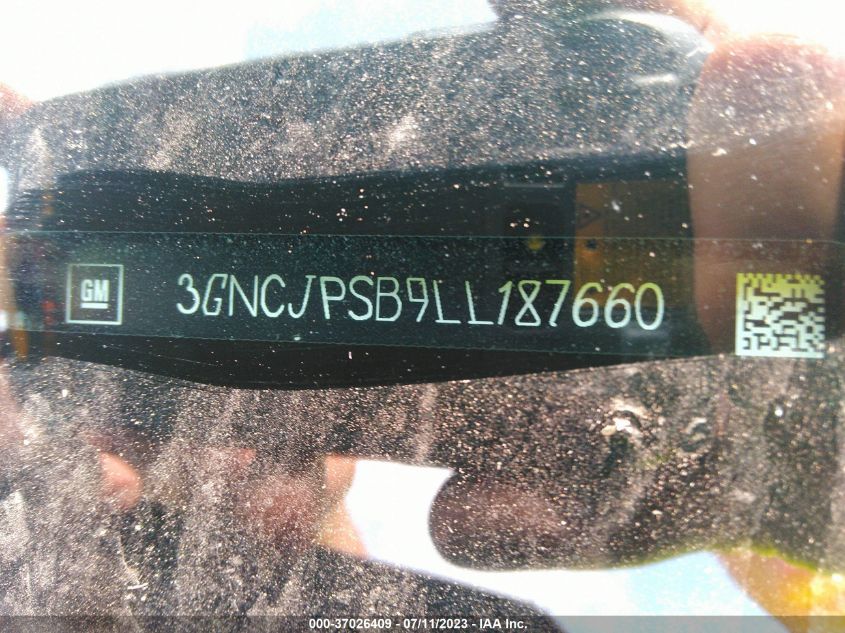 GM 3GNCJPSB9LL187660
000-37026409 - 07/11/2023 - IAA Inc.